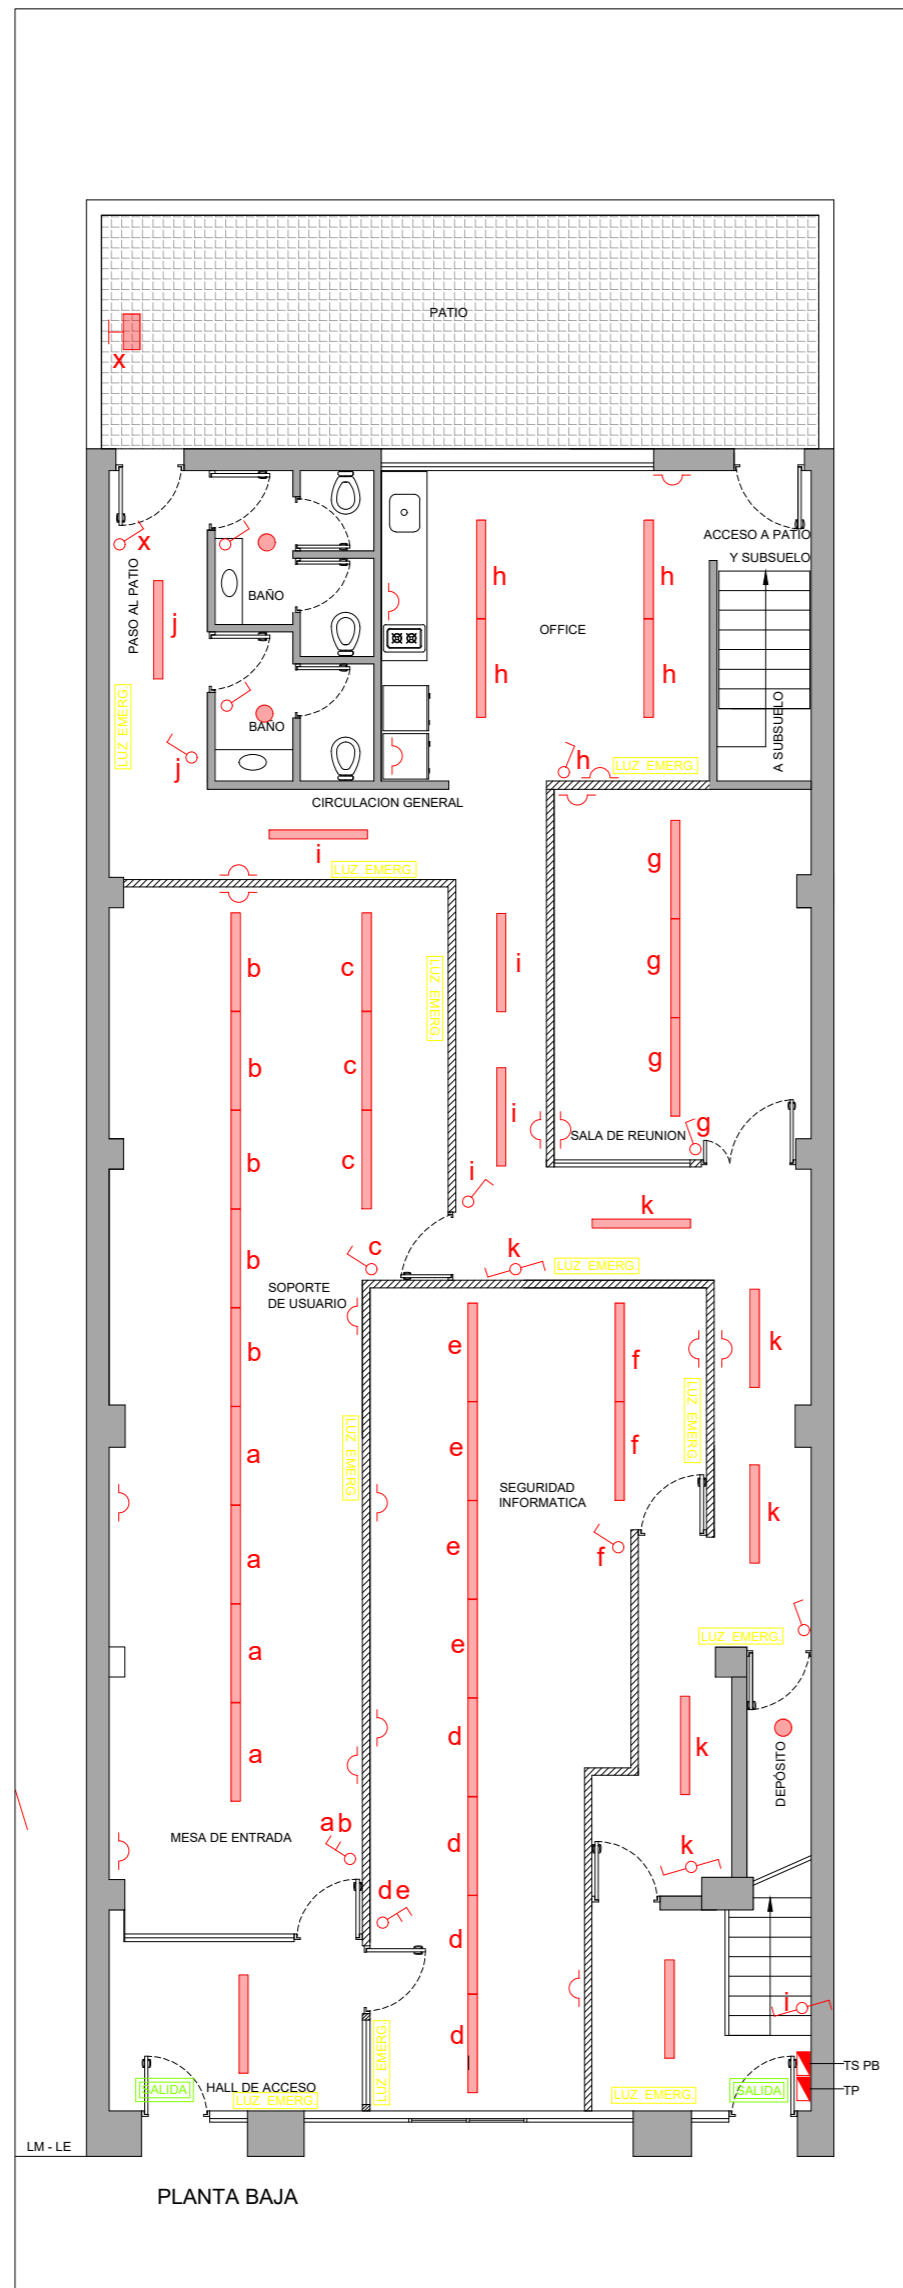 PATIO
x
ACCESO A PATIO
Y SUBSUELO
x
PASO AL PATIO
BAÑO
h
h
OFFICE
j
h
h
LUZ EMERG.
BAÑO
A SUBSUELO
j
h
LUZ EMERG.
CIRCULACION GENERAL
i
LUZ EMERG.
g
b
c
i
g
LUZ EMERG.
b
c
g
i
SALA DE REUNION
g
b
c
i
k
c
k
LUZ EMERG.
b
SOPORTE
DE USUARIO
b
e
f
k
LUZ EMERG.
a
LUZ EMERG.
e
f
SEGURIDAD
INFORMATICA
k
a
e
f
LUZ EMERG.
a
e
a
d
k
DEPÓSITO
MESA DE ENTRADA
ab
d
k
de
d
i
d
LUZ EMERG.
TS PB
SALIDA
HALL DE ACCESO
LUZ EMERG.
LUZ EMERG.
SALIDA
TP
LM - LE
PLANTA BAJA